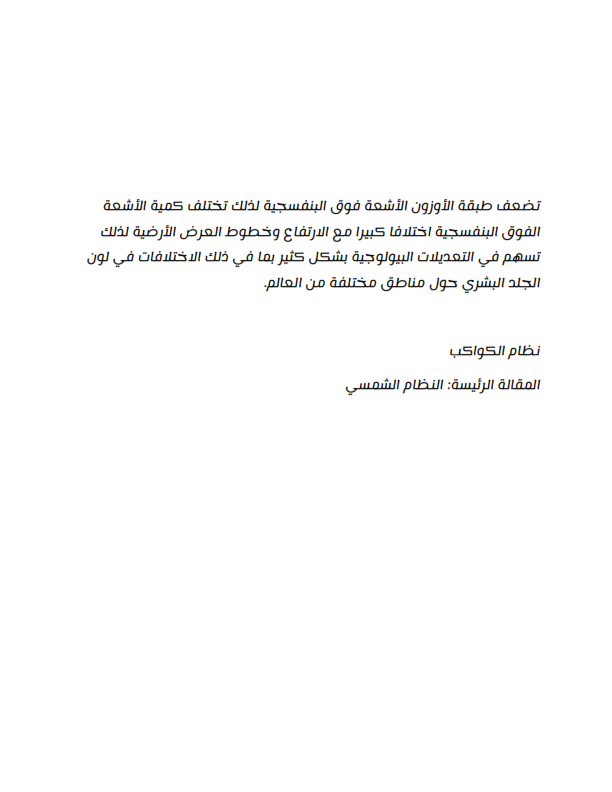 تضعف طبقة الأوزون الأشعة فوق البنفسجية لذلك تختلف كمية الأشعة
الفوق البنفسجية اختلافا كبيرا مع الارتفاع وخطوط العرض الأرضية لذلك
تسهم في التعديلات البيولوجية بشكل كثير بما في ذلك الاختلافات في لون
الجلد البشري حول مناطق مختلفة من العالم.
نظام الكواكب
المقالة الرئيسة: النظام الشمسي